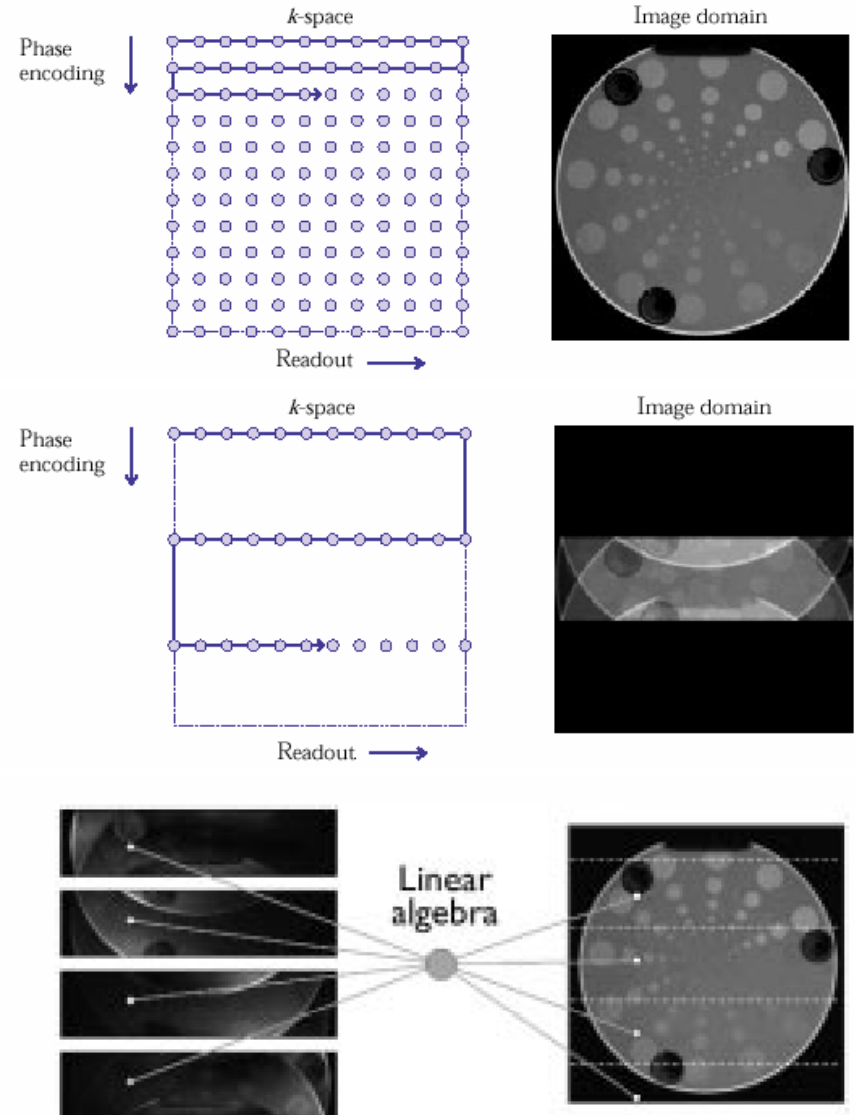 k-space
Image domain
Phase
encoding
Readout
k-space
Image domain
Phase
encoding
Readout
Linear
algebra